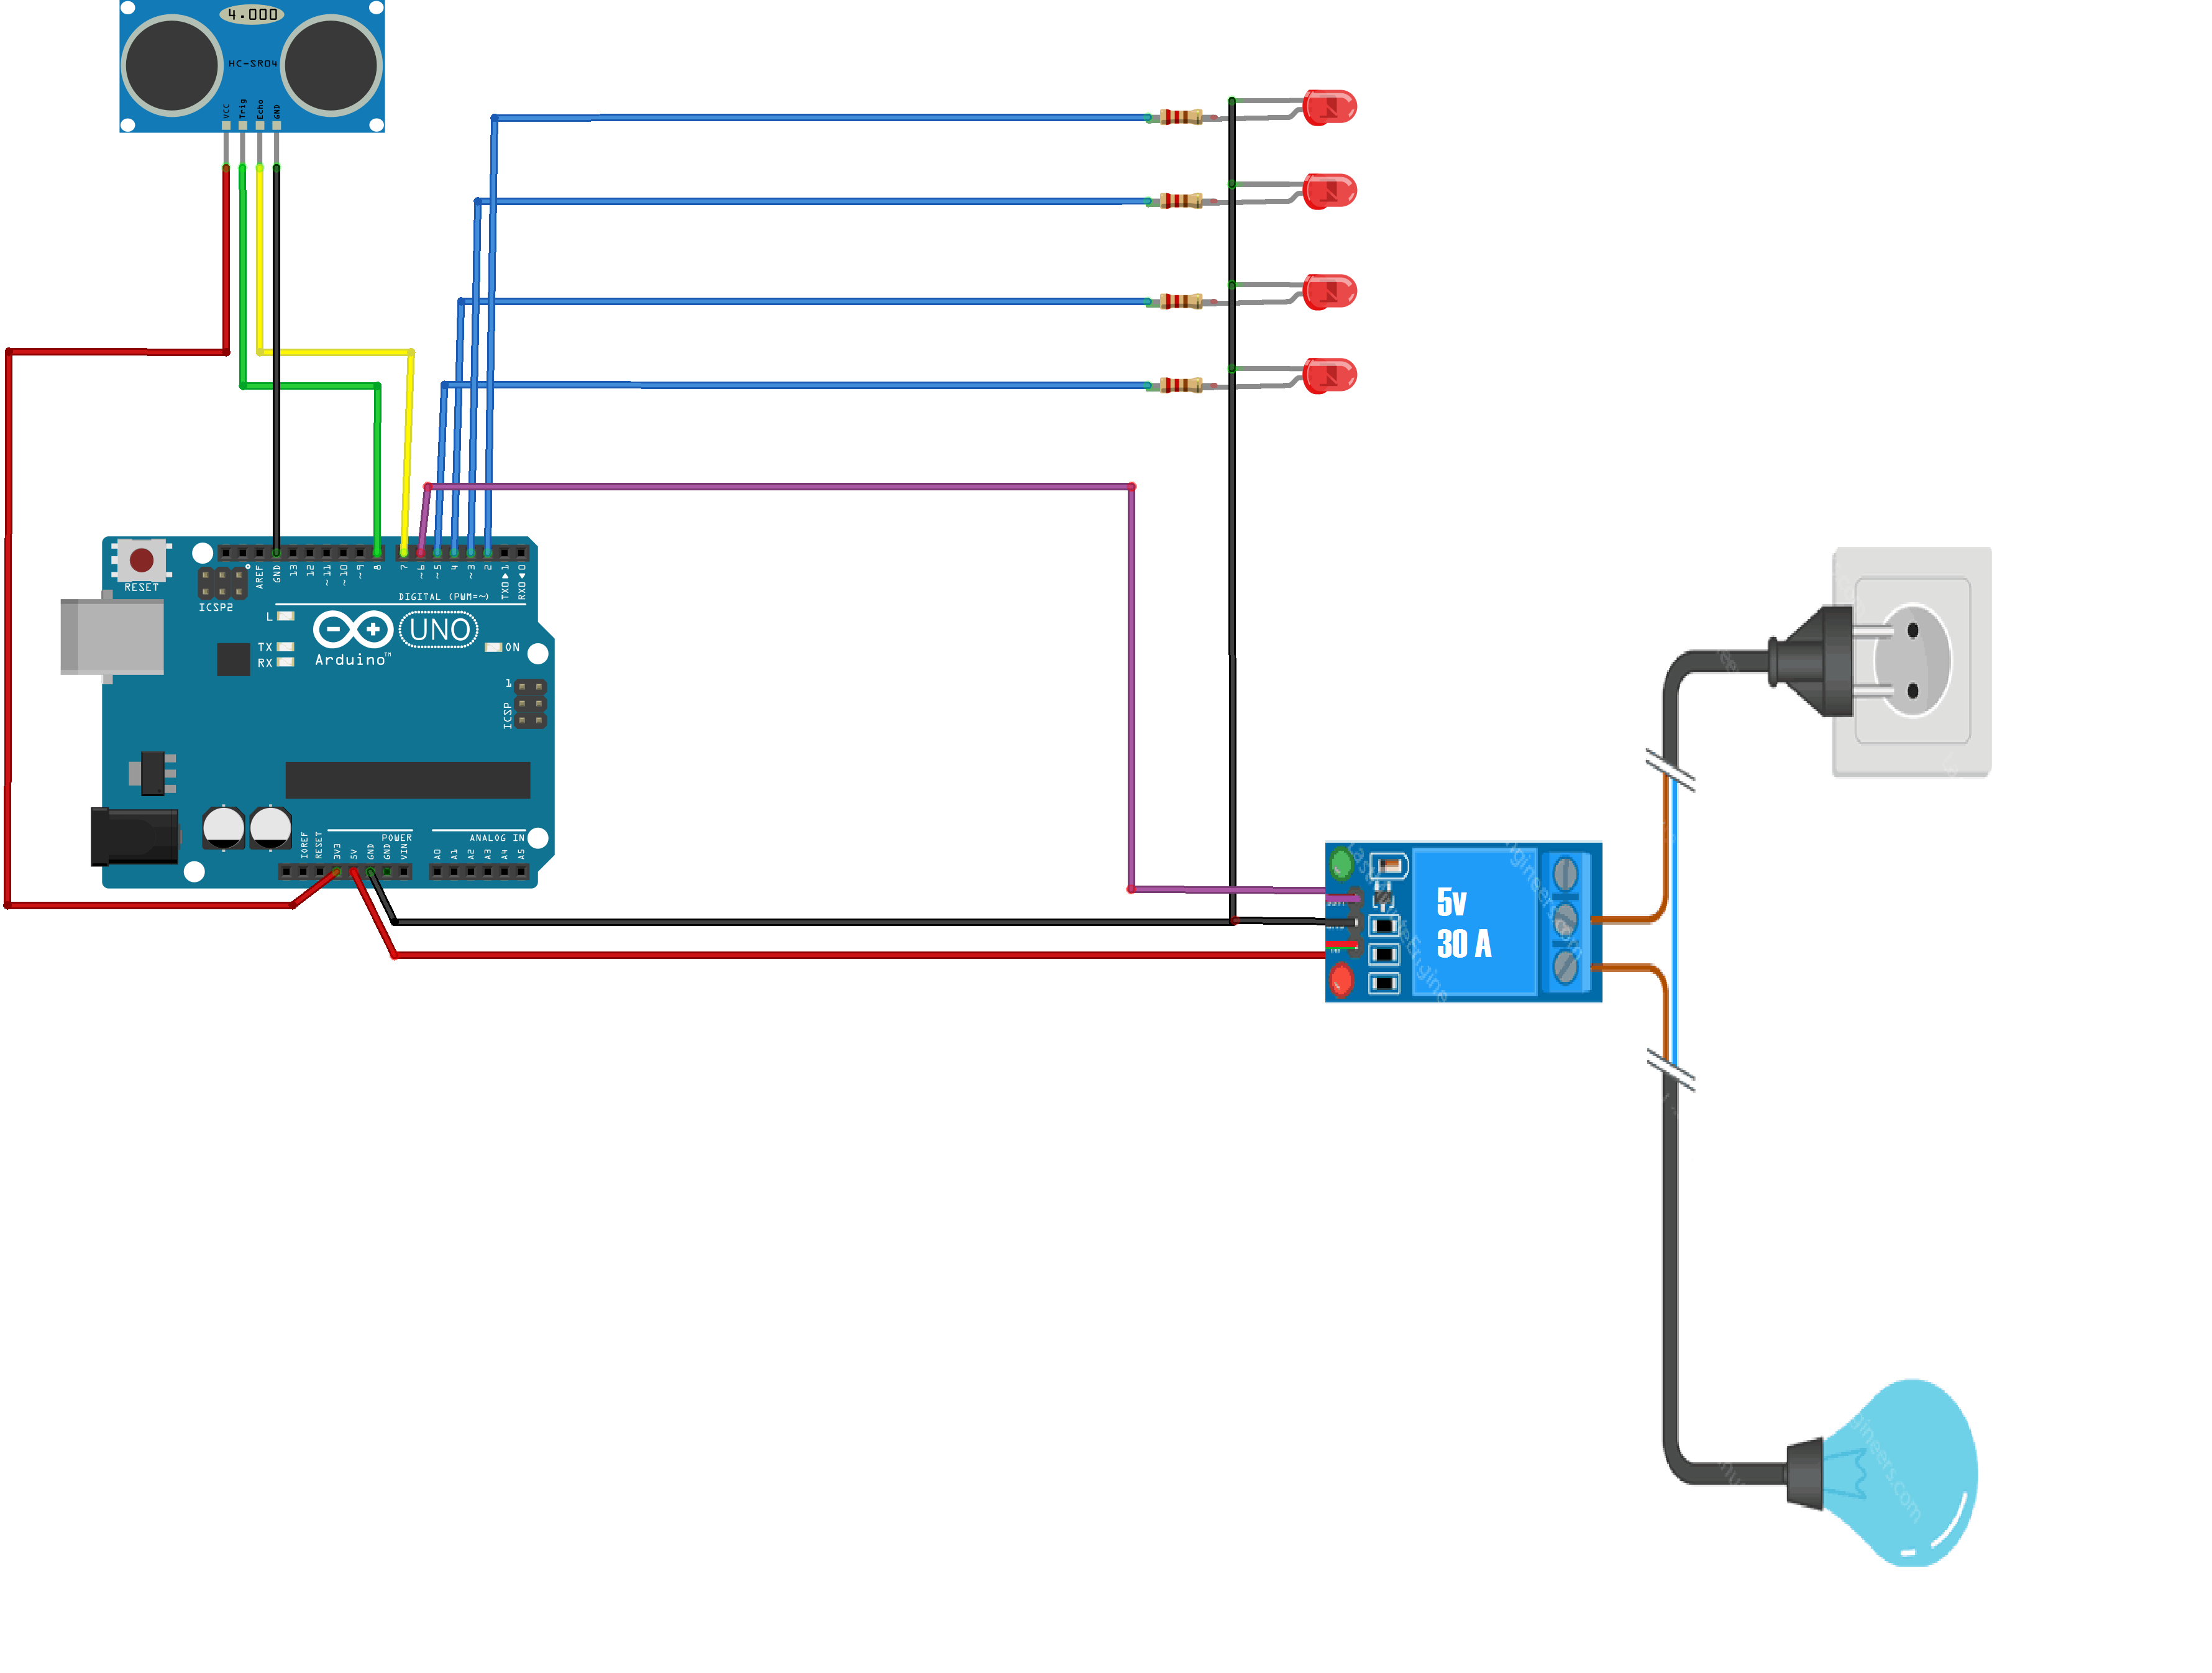 4.000
HC-SR04
VCC
Trig
Echo
GND
RESET
ICSP2
AREF
GND
13
12
~11
~10
~9
8
7
~6
~5
4
~3
2
TX0▶1
RX0◀0
DIGITAL (PWM=~)
L
TX
RX
UNO
Arduino™
ON
1
ICSP
POWER
ANALOG IN
IOREF
RESET
3V3
5V
GND
GND
VIN
A0
A1
A2
A3
A4
A5
5v
30 A